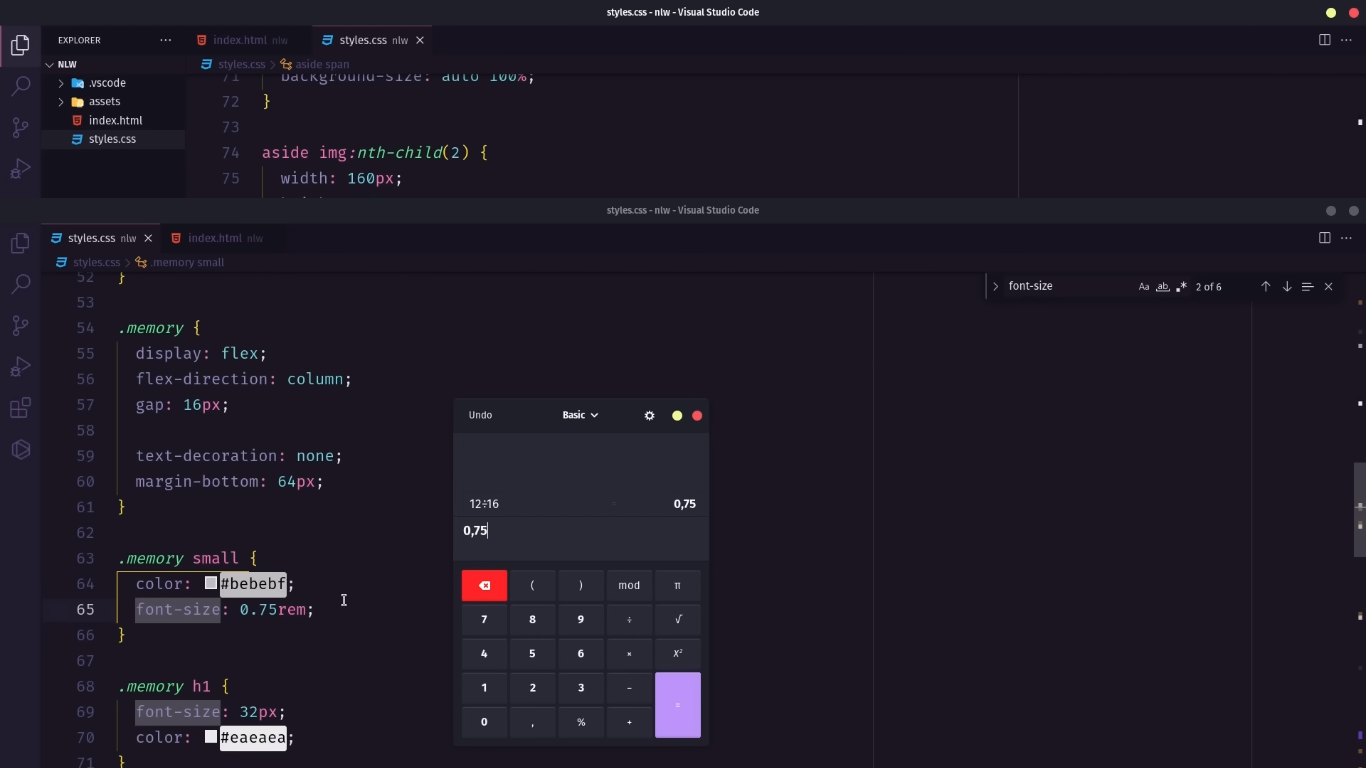 styles.css - nlw - Visual Studio Code
EXPLORER
index.html nlw
styles.css nlw
NLW
styles.css > aside span
.vscode
assets
index.html
styles.css
71 background-size: auto 100%;
72 }
73
74 aside img:nth-child(2) {
75 width: 160px;
styles.css - nlw - Visual Studio Code
styles.css nlw
index.html nlw
styles.css > .memory small
font-size
Aa ab 2 of 6
52 }
53
54 .memory {
55 display: flex;
56 flex-direction: column;
57 gap: 16px;
58
59 text-decoration: none;
60 margin-bottom: 64px;
61 }
62
63 .memory small {
64 color: #bebebf;
65 font-size: 0.75rem;
66 }
67
68 .memory h1 {
69 font-size: 32px;
70 color: #eaeaea;
71 }
Undo Basic
12÷16 = 0,75
0,75
( ) mod π
7 8 9 ÷ √
4 5 6 × X²
1 2 3 − =
0 , % +